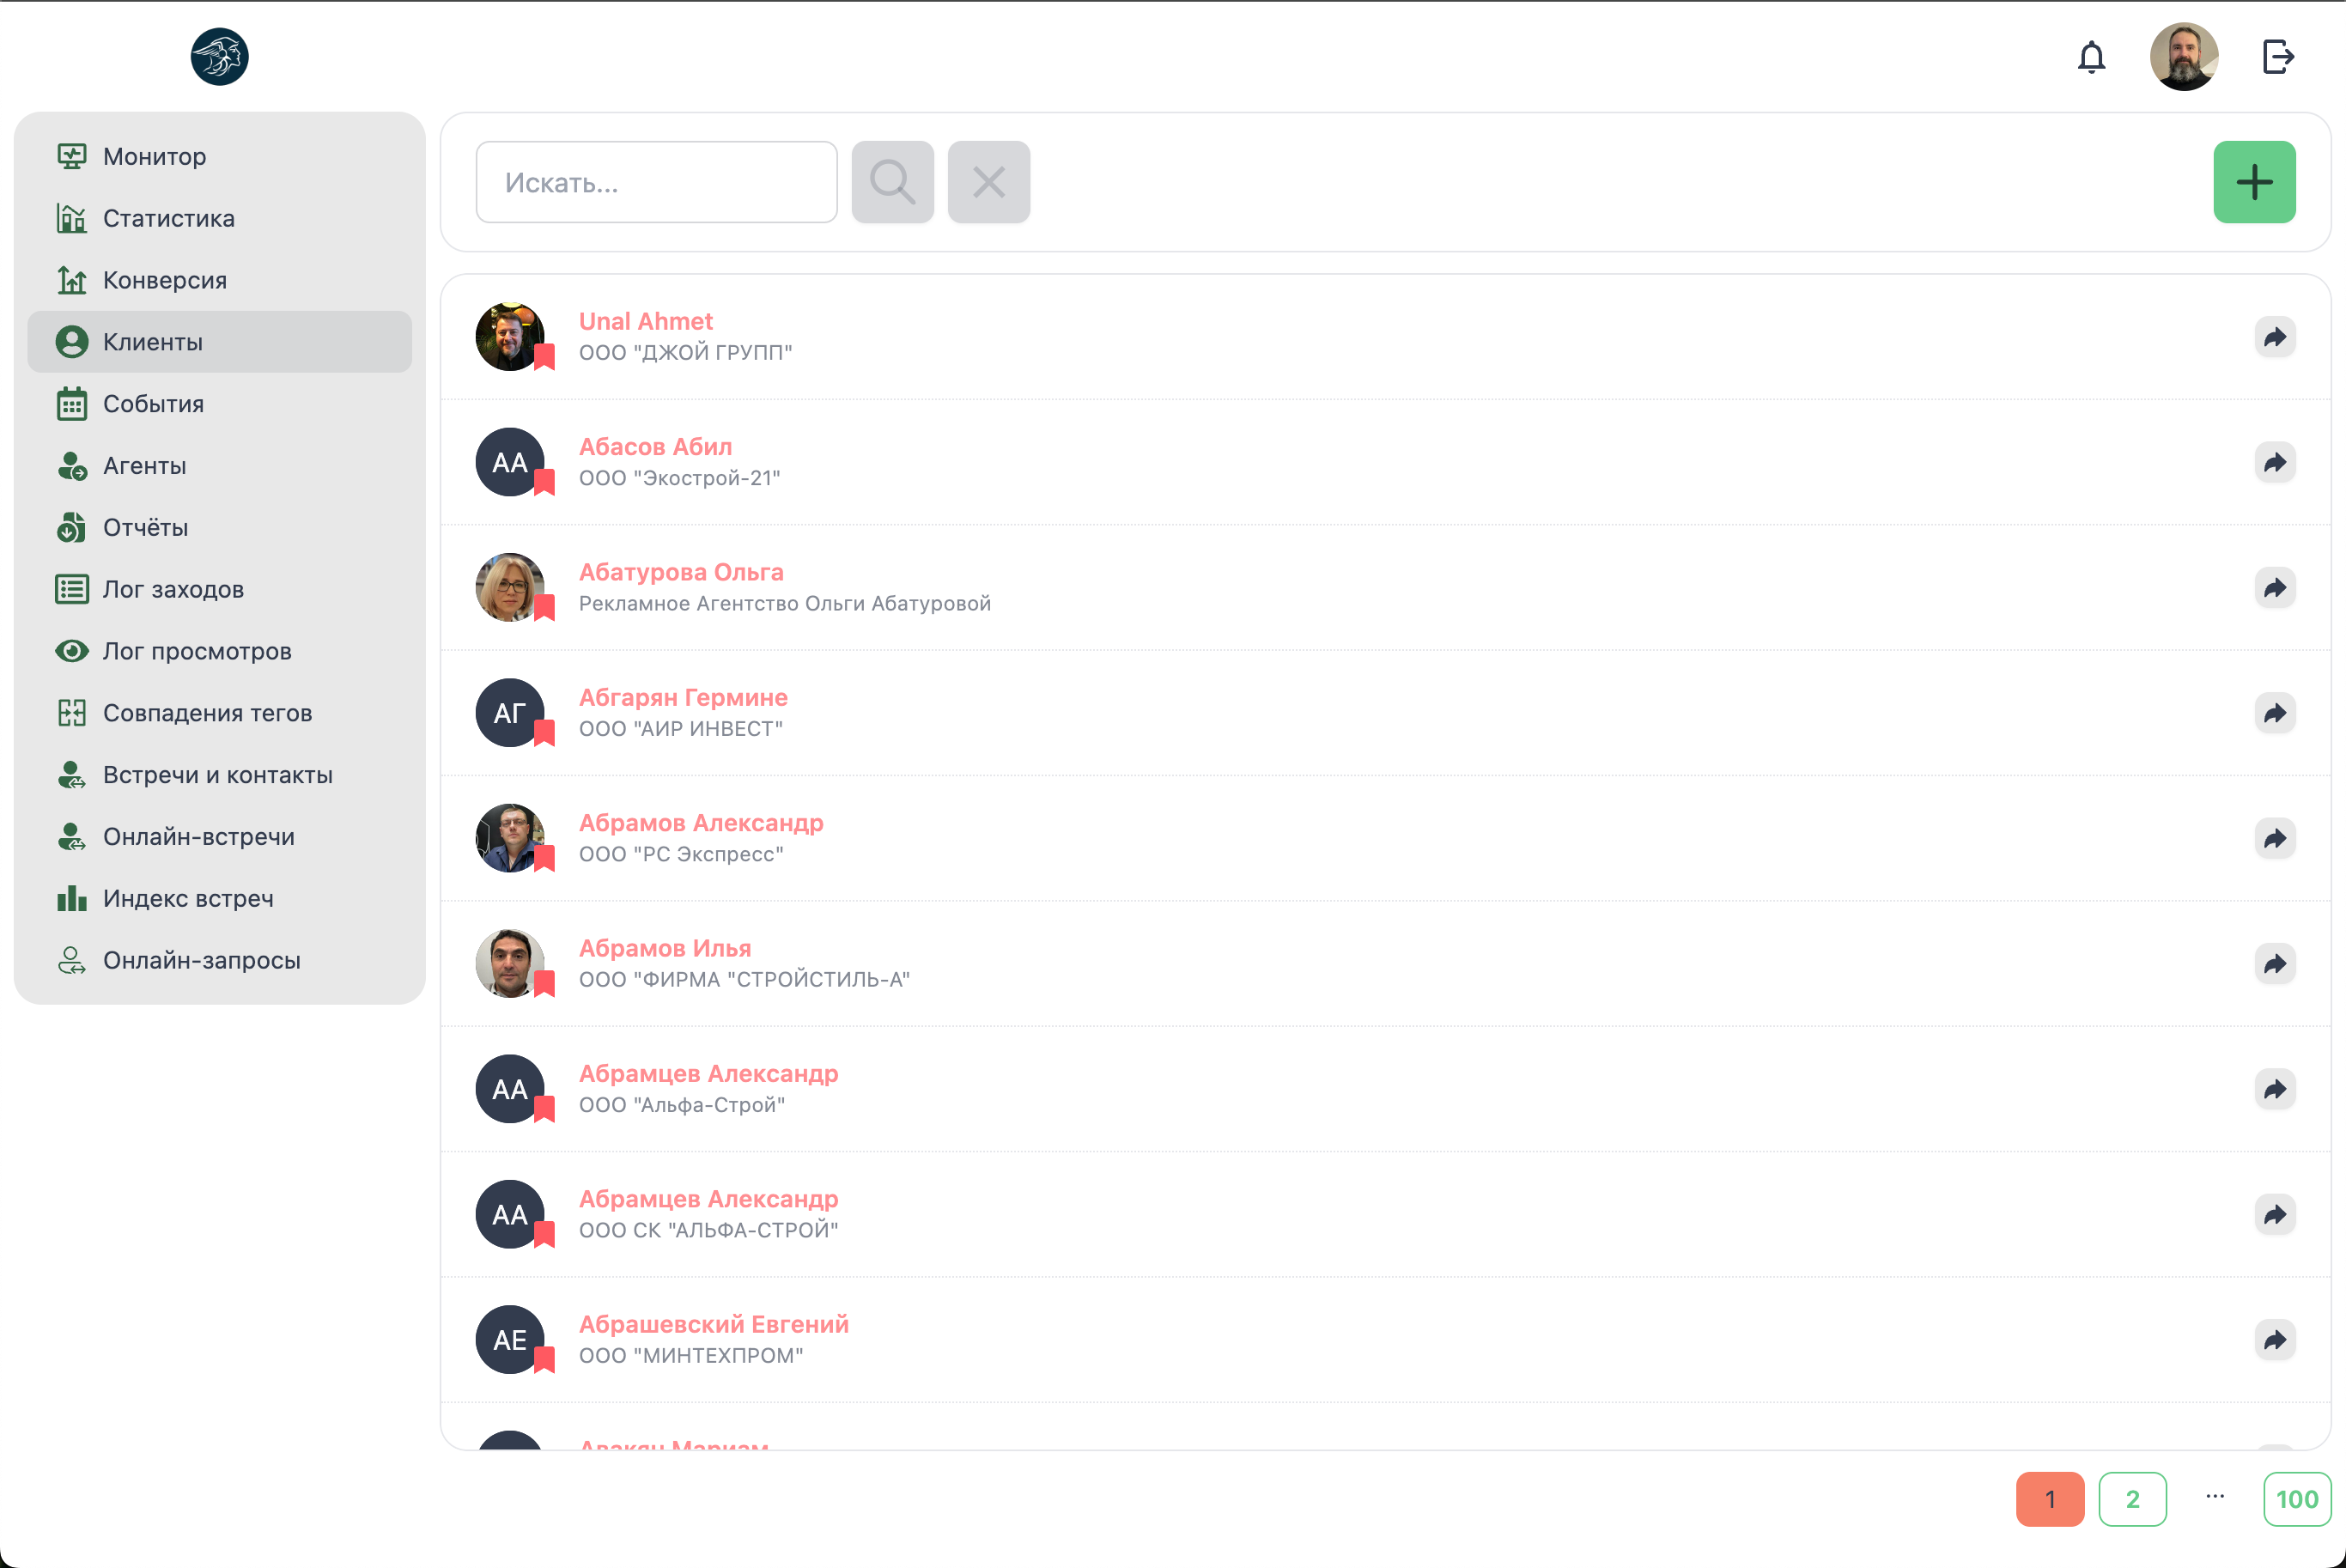 Монитор
Статистика
Конверсия
Клиенты
События
Агенты
Отчёты
Лог заходов
Лог просмотров
Совпадения тегов
Встречи и контакты
Онлайн-встречи
Индекс встреч
Онлайн-запросы
Искать...
Unal Ahmet
ООО "ДЖОЙ ГРУПП"
АА
Абасов Абил
ООО "Экострой-21"
Абатурова Ольга
Рекламное Агентство Ольги Абатуровой
АГ
Абгарян Гермине
ООО "АИР ИНВЕСТ"
Абрамов Александр
ООО "РС Экспресс"
Абрамов Илья
ООО "ФИРМА "СТРОЙСТИЛЬ-А"
АА
Абрамцев Александр
ООО "Альфа-Строй"
АА
Абрамцев Александр
ООО СК "АЛЬФА-СТРОЙ"
АЕ
Абрашевский Евгений
ООО "МИНТЕХПРОМ"
Авакян Мариам
1
2
...
100